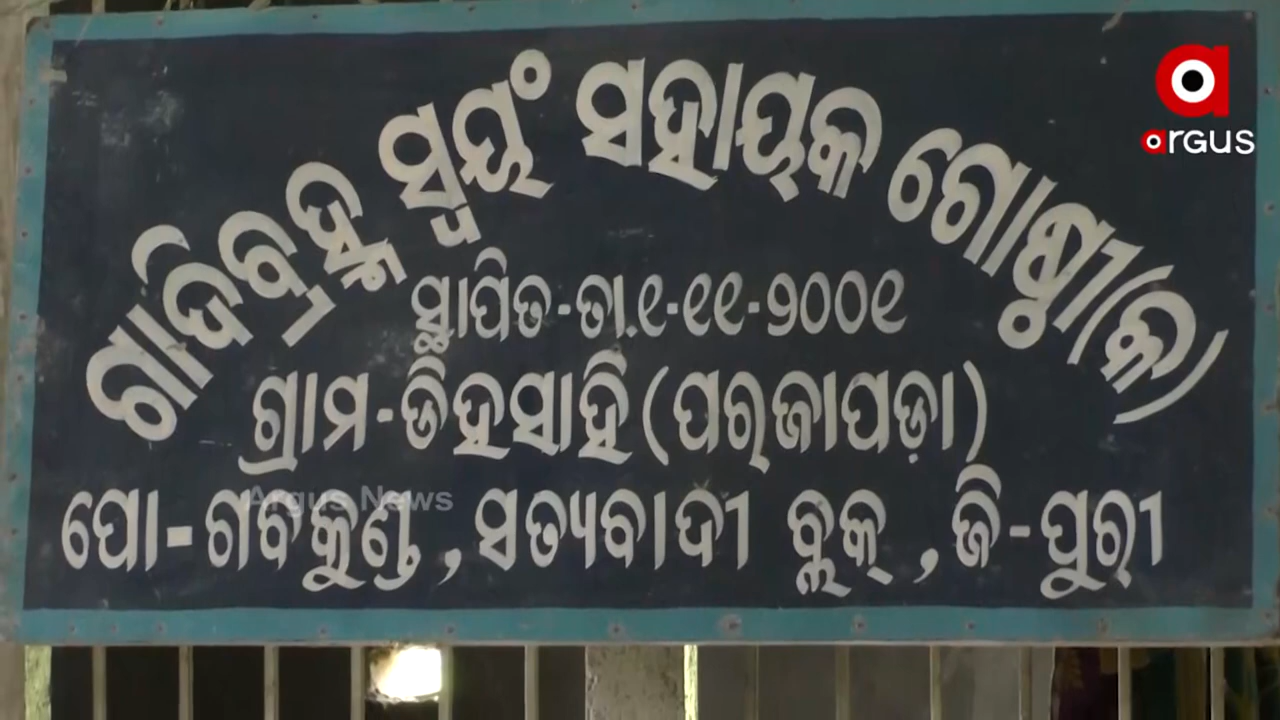 ଗାଦିବ୍ରହ୍ମ ସ୍ୱୟଂ ସହାୟକ ଗୋଷ୍ଠୀ(କ)
ସ୍ଥାପିତ-ତା.୧-୧୧-୨୦୦୧
ଗ୍ରାମ-ଡିହସାହି(ପରଜାପଡ଼ା)
ପୋ-ଗବକୁଣ୍ଡ,ସତ୍ୟବାଦୀ ବ୍ଲକ୍,ଜି-ପୁରୀ
argus
Argus News